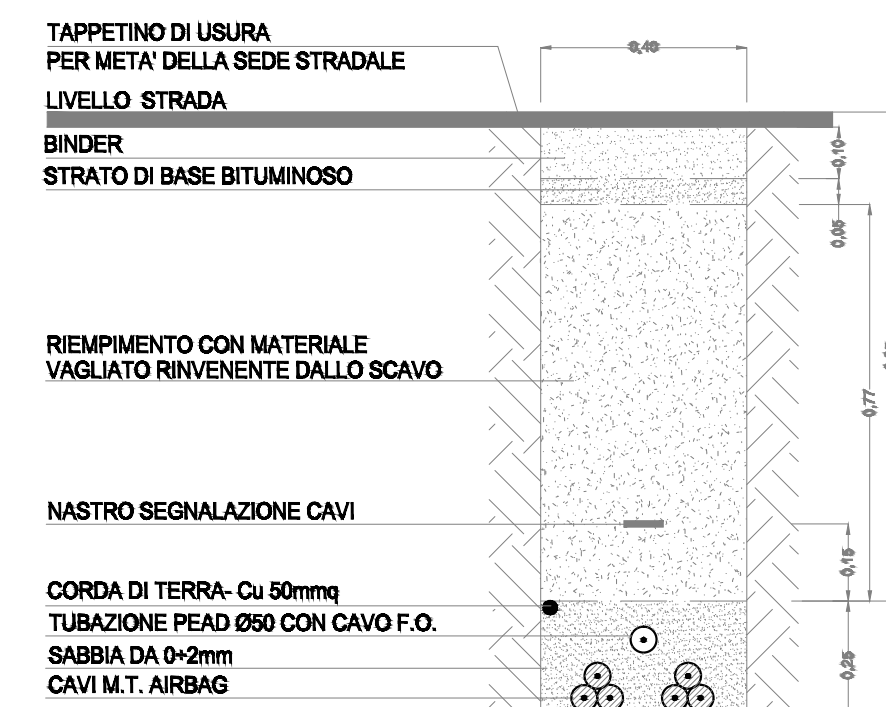 TAPPETINO DI USURA
PER META' DELLA SEDE STRADALE
0,40
LIVELLO STRADA
BINDER
0,10
STRATO DI BASE BITUMINOSO
0,05
RIEMPIMENTO CON MATERIALE
VAGLIATO RINVENENTE DALLO SCAVO
0,77
NASTRO SEGNALAZIONE CAVI
0,15
CORDA DI TERRA- Cu 50mmq
TUBAZIONE PEAD Ø50 CON CAVO F.O.
SABBIA DA 0÷2mm
0,25
CAVI M.T. AIRBAG